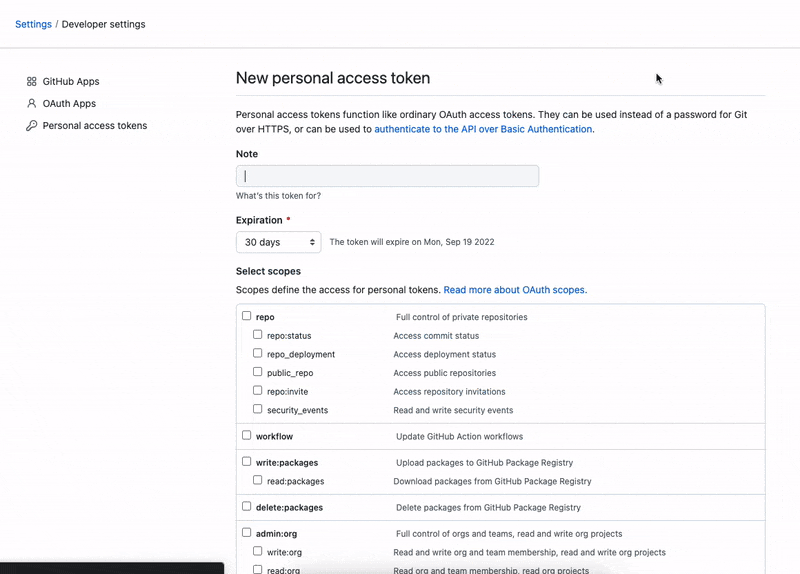 Settings / Developer settings
GitHub Apps
OAuth Apps
Personal access tokens
New personal access token
Personal access tokens function like ordinary OAuth access tokens. They can be used instead of a password for Git
over HTTPS, or can be used to authenticate to the API over Basic Authentication.
Note
What's this token for?
Expiration *
30 days The token will expire on Mon, Sep 19 2022
Select scopes
Scopes define the access for personal tokens. Read more about OAuth scopes.
repo Full control of private repositories
repo:status Access commit status
repo_deployment Access deployment status
public_repo Access public repositories
repo:invite Access repository invitations
security_events Read and write security events
workflow Update GitHub Action workflows
write:packages Upload packages to GitHub Package Registry
read:packages Download packages from GitHub Package Registry
delete:packages Delete packages from GitHub Package Registry
admin:org Full control of orgs and teams, read and write org projects
write:org Read and write org and team membership, read and write org projects
read:org Read org and team membership, read org projects